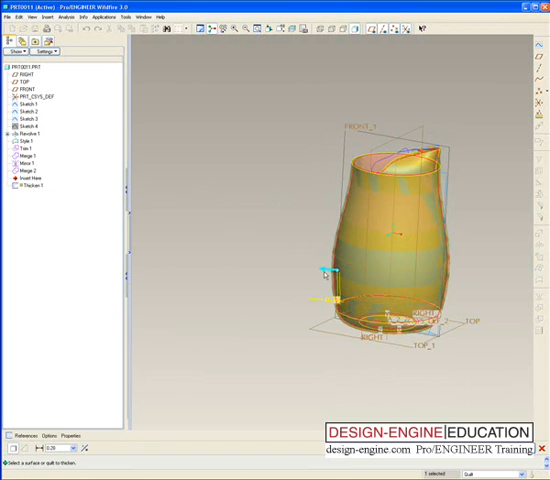 PRT0011 (Active) Pro/ENGINEER Wildfire 3.0
File Edit View Insert Analysis Info Applications Tools Window Help
Show
Settings
PRT0011.PRT
RIGHT
TOP
FRONT
PRT_CSYS_DEF
Sketch 1
Sketch 2
Sketch 3
Sketch 4
Revolve 1
Style 1
Trim 1
Merge 1
Mirror 1
Merge 2
Insert Here
Thicken 1
FRONT_1
RIGHT
TOP
RIGHT
TOP_1
References Options Properties
0.20
Select a surface or quilt to thicken.
1 selected
Quilt
DESIGN-ENGINE|EDUCATION
design-engine.com Pro/ENGINEER Training